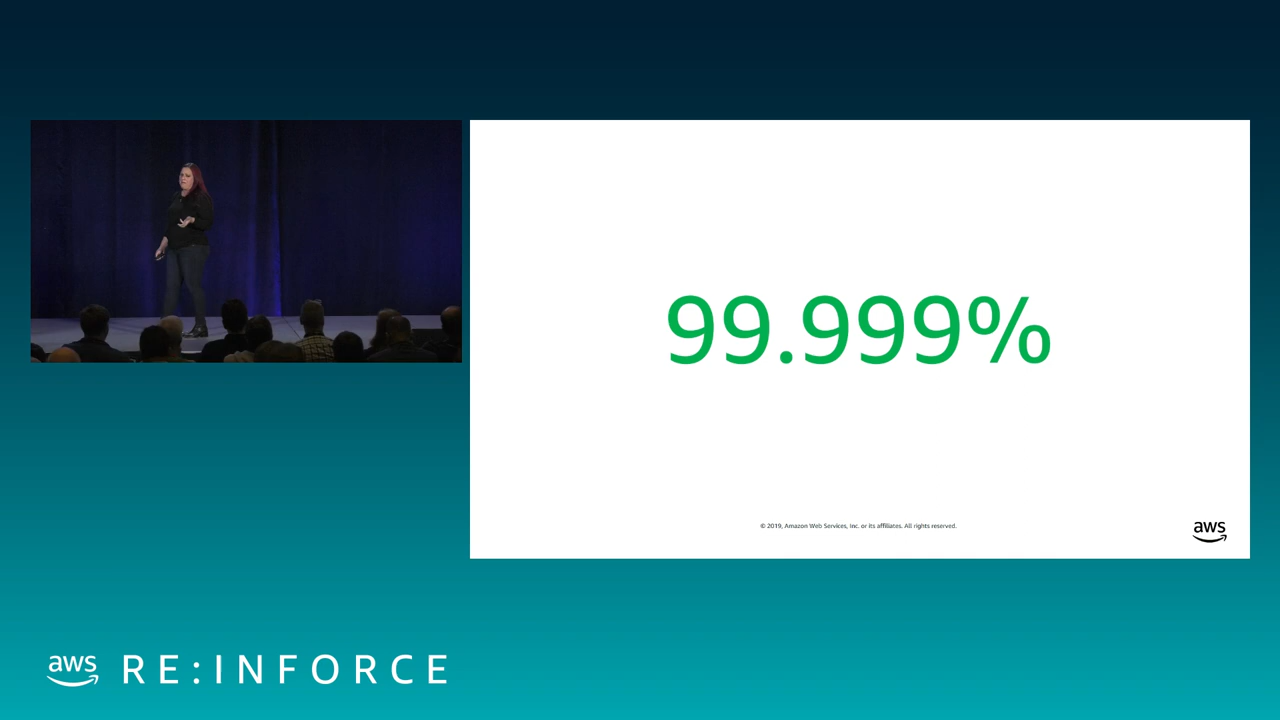 99.999%
© 2019, Amazon Web Services, Inc. or its affiliates. All rights reserved.
aws
aws RE:INFORCE